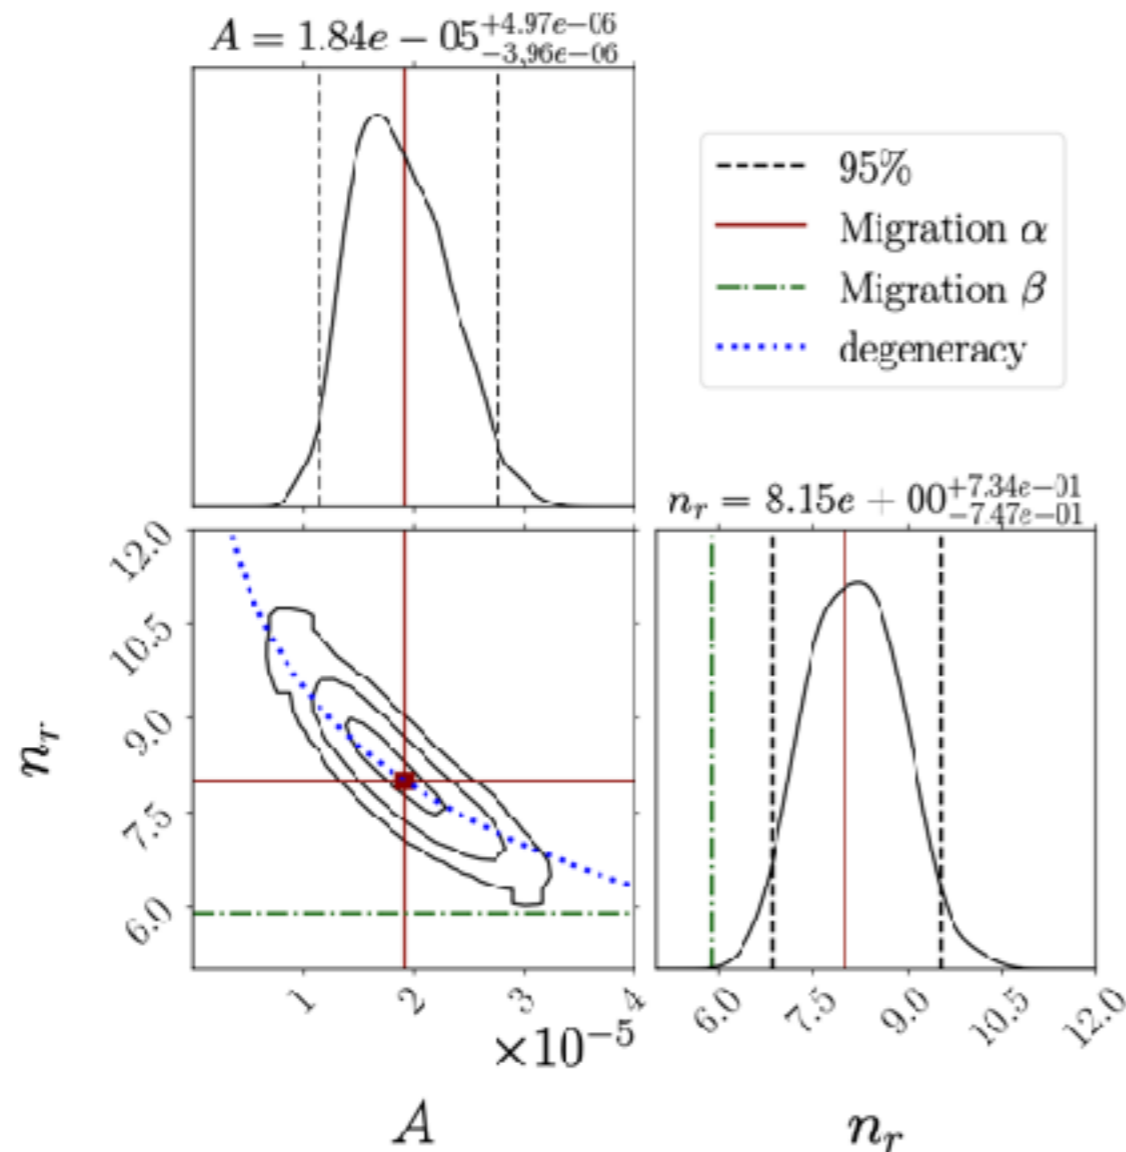 A = 1.84e − 05 +4.97e−06 −3.96e−06
95%
Migration α
Migration β
degeneracy
n_r = 8.15e + 00 +7.34e−01 −7.47e−01
12.0
10.5
9.0
7.5
6.0
n_r
1 2 3 4
×10⁻⁵
A
6.0 7.5 9.0 10.5 12.0
n_r